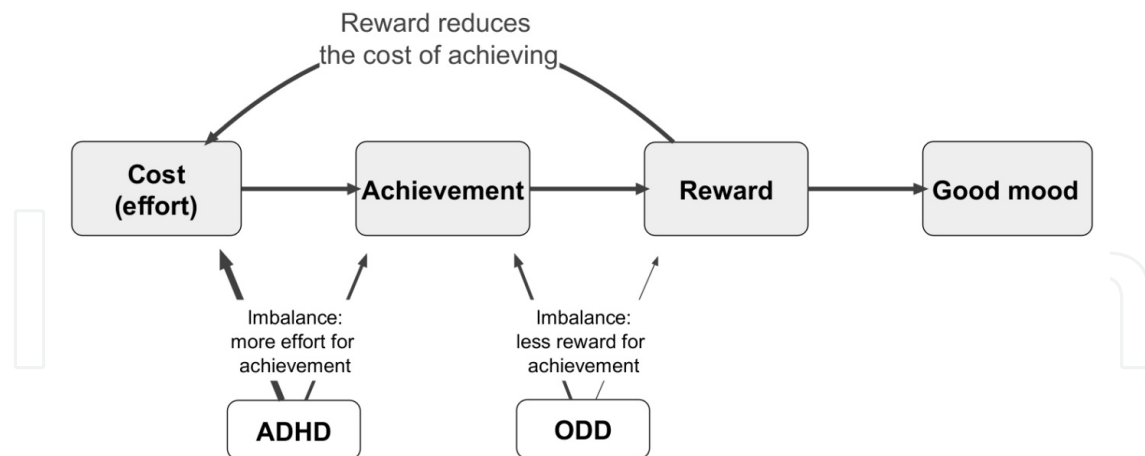 Reward reduces
the cost of achieving
Cost
(effort)
Achievement
Reward
Good mood
Imbalance:
more effort for
achievement
Imbalance:
less reward for
achievement
ADHD
ODD